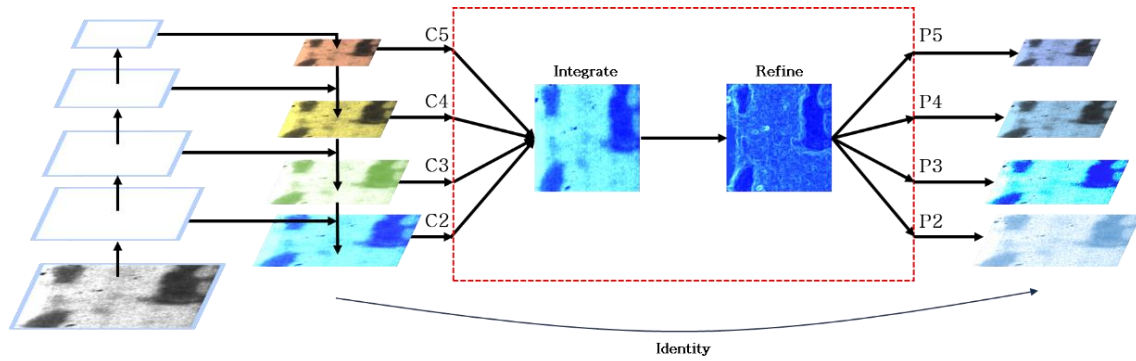 C5
P5
Integrate
Refine
C4
P4
C3
P3
C2
P2
Identity